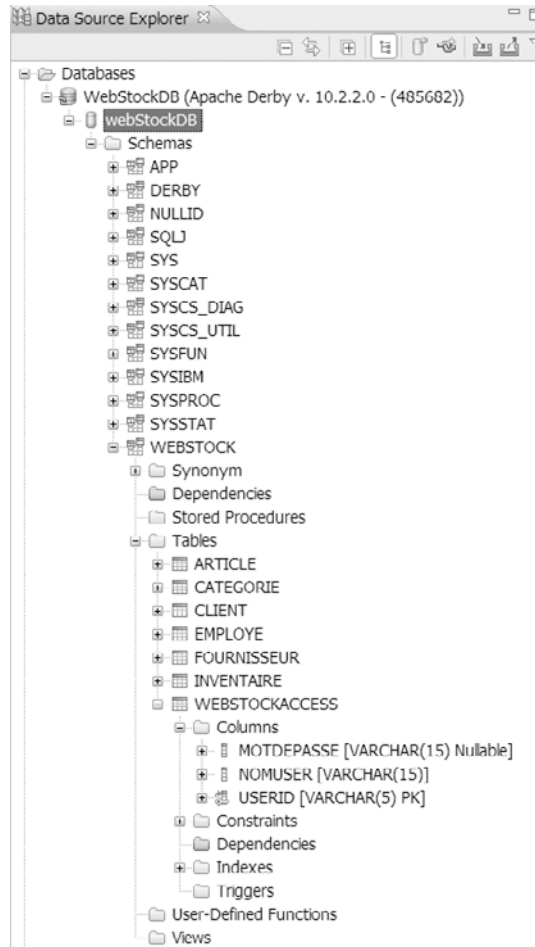 Data Source Explorer
Databases
WebStockDB (Apache Derby v. 10.2.2.0 - (485682))
webStockDB
Schemas
APP
DERBY
NULLID
SQLJ
SYS
SYSCAT
SYSCS_DIAG
SYSCS_UTIL
SYSFUN
SYSIBM
SYSPROC
SYSSTAT
WEBSTOCK
Synonym
Dependencies
Stored Procedures
Tables
ARTICLE
CATEGORIE
CLIENT
EMPLOYE
FOURNISSEUR
INVENTAIRE
WEBSTOCKACCESS
Columns
MOTDEPASSE [VARCHAR(15) Nullable]
NOMUSER [VARCHAR(15)]
USERID [VARCHAR(5) PK]
Constraints
Dependencies
Indexes
Triggers
User-Defined Functions
Views